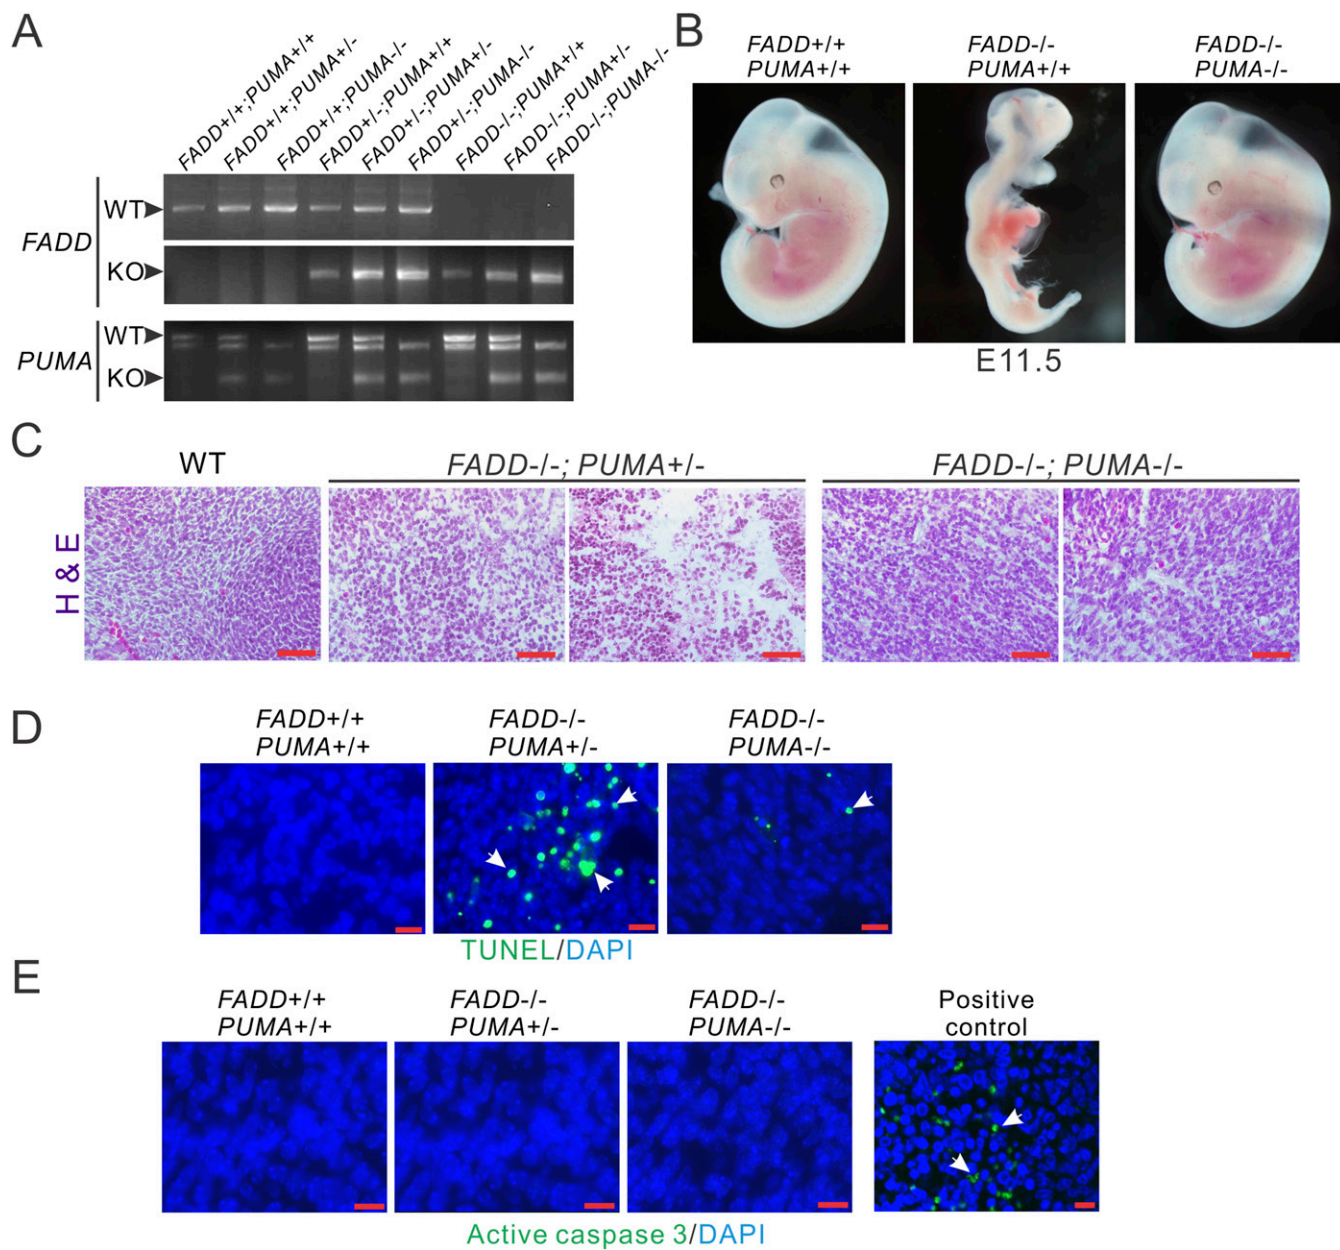 A
FADD+/+;PUMA+/+
FADD+/+;PUMA+/-
FADD+/+;PUMA-/-
FADD+/-;PUMA+/+
FADD+/-;PUMA+/-
FADD+/-;PUMA-/-
FADD-/-;PUMA+/+
FADD-/-;PUMA+/-
FADD-/-;PUMA-/-
FADD
WT
KO
PUMA
WT
KO
B
FADD+/+
PUMA+/+
FADD-/-
PUMA+/+
FADD-/-
PUMA-/-
E11.5
C
WT
FADD-/-; PUMA+/-
FADD-/-; PUMA-/-
H & E
D
FADD+/+
PUMA+/+
FADD-/-
PUMA+/-
FADD-/-
PUMA-/-
TUNEL/DAPI
E
FADD+/+
PUMA+/+
FADD-/-
PUMA+/-
FADD-/-
PUMA-/-
Positive
control
Active caspase 3/DAPI